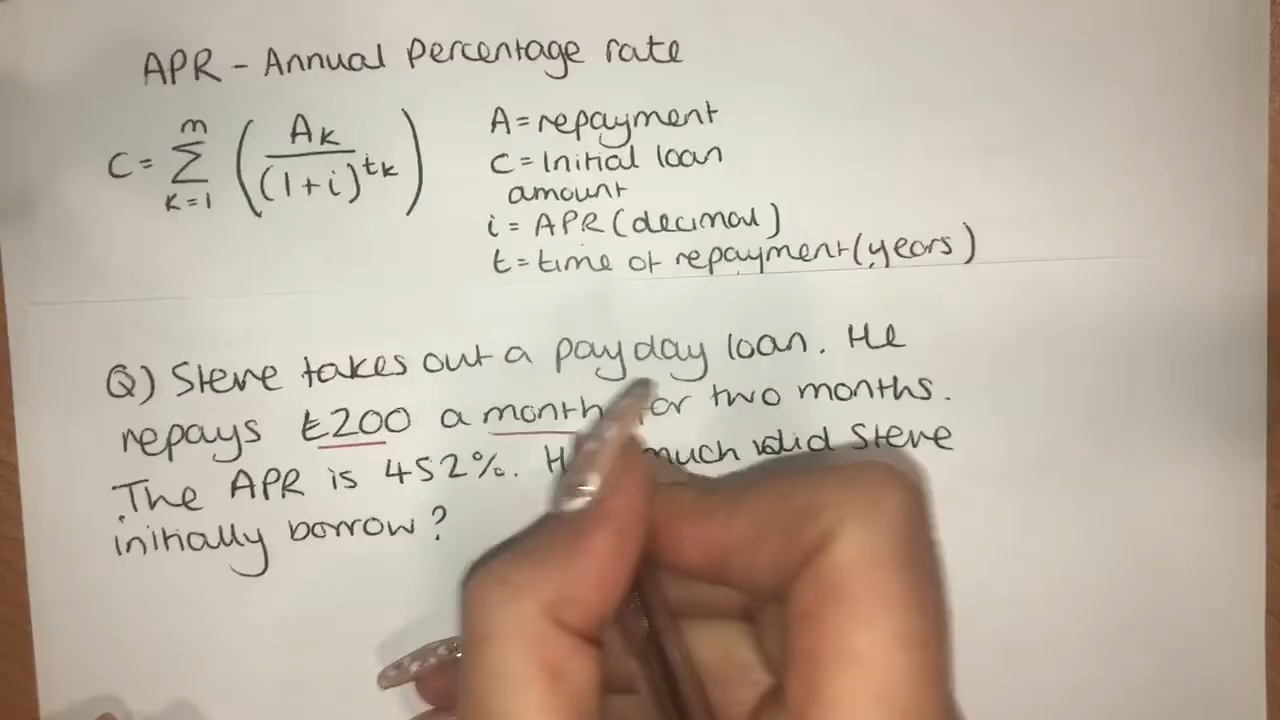 APR - Annual Percentage rate
C = m Σ K=1 ( AK / (1+i)^tk )
A = repayment
C = Initial loan
amount
i = APR (decimal)
t = time of repayment (years)
Q) Steve takes out a payday loan. He
repays £200 a month for two months.
The APR is 452%. much did Steve
initially borrow?